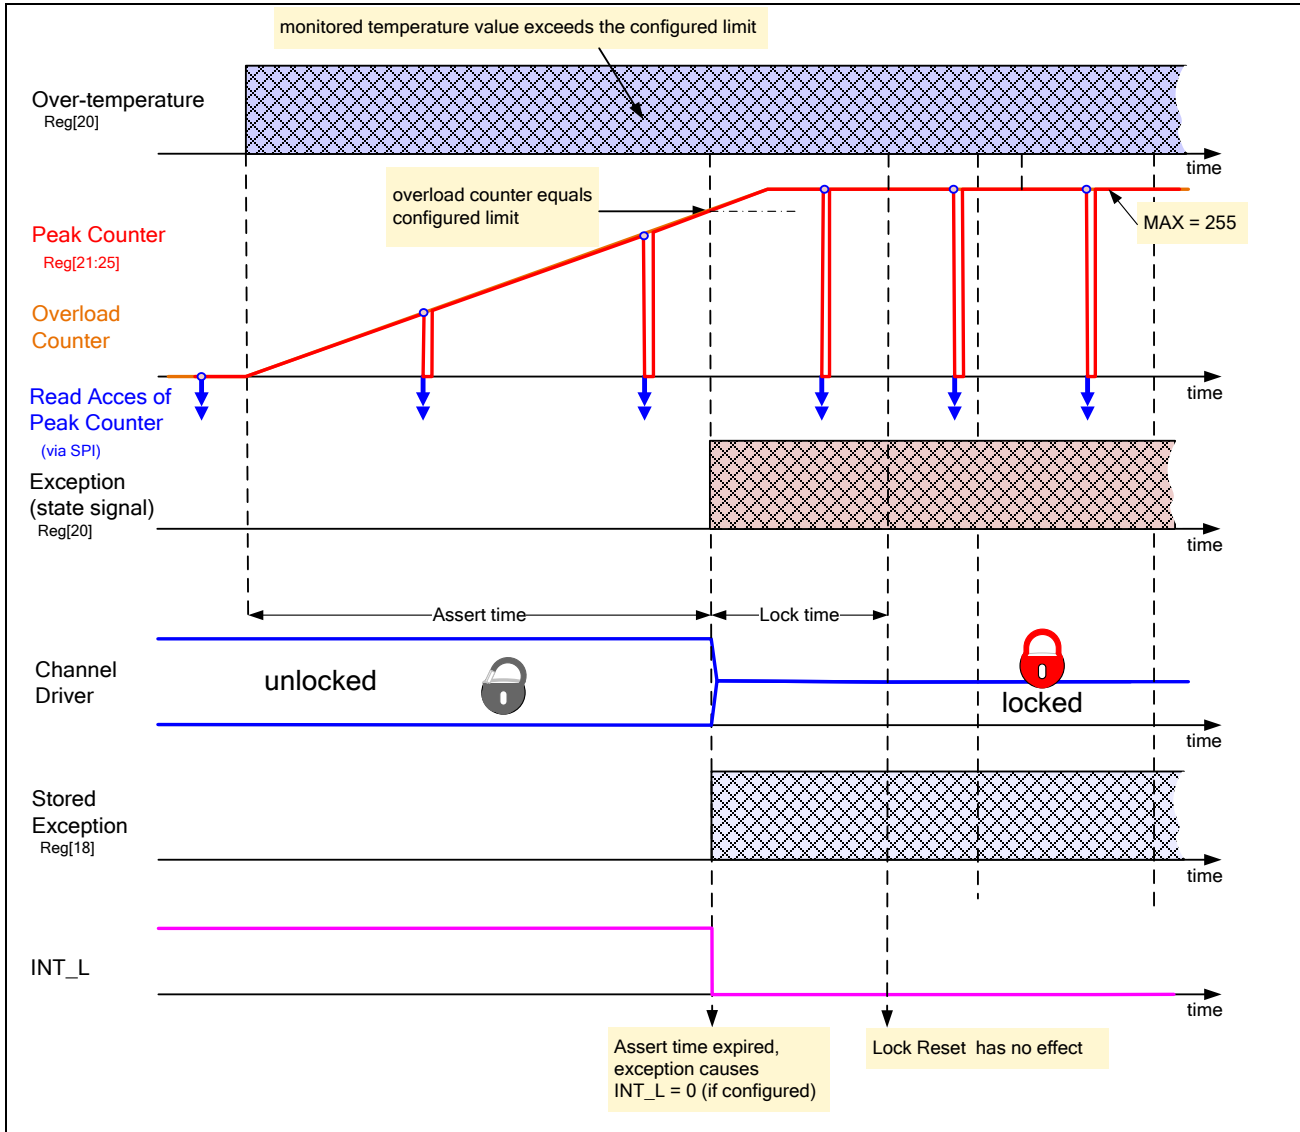 monitored temperature value exceeds the configured limit
Over-temperature
Reg[20]
time
overload counter equals
configured limit
MAX = 255
Peak Counter
Reg[21:25]
Overload
Counter
time
Read Acces of
Peak Counter
(via SPI)
Exception
(state signal)
Reg[20]
time
Assert time
Lock time
Channel
Driver
unlocked
locked
time
Stored
Exception
Reg[18]
time
INT_L
time
Assert time expired,
exception causes
INT_L = 0 (if configured)
Lock Reset  has no effect